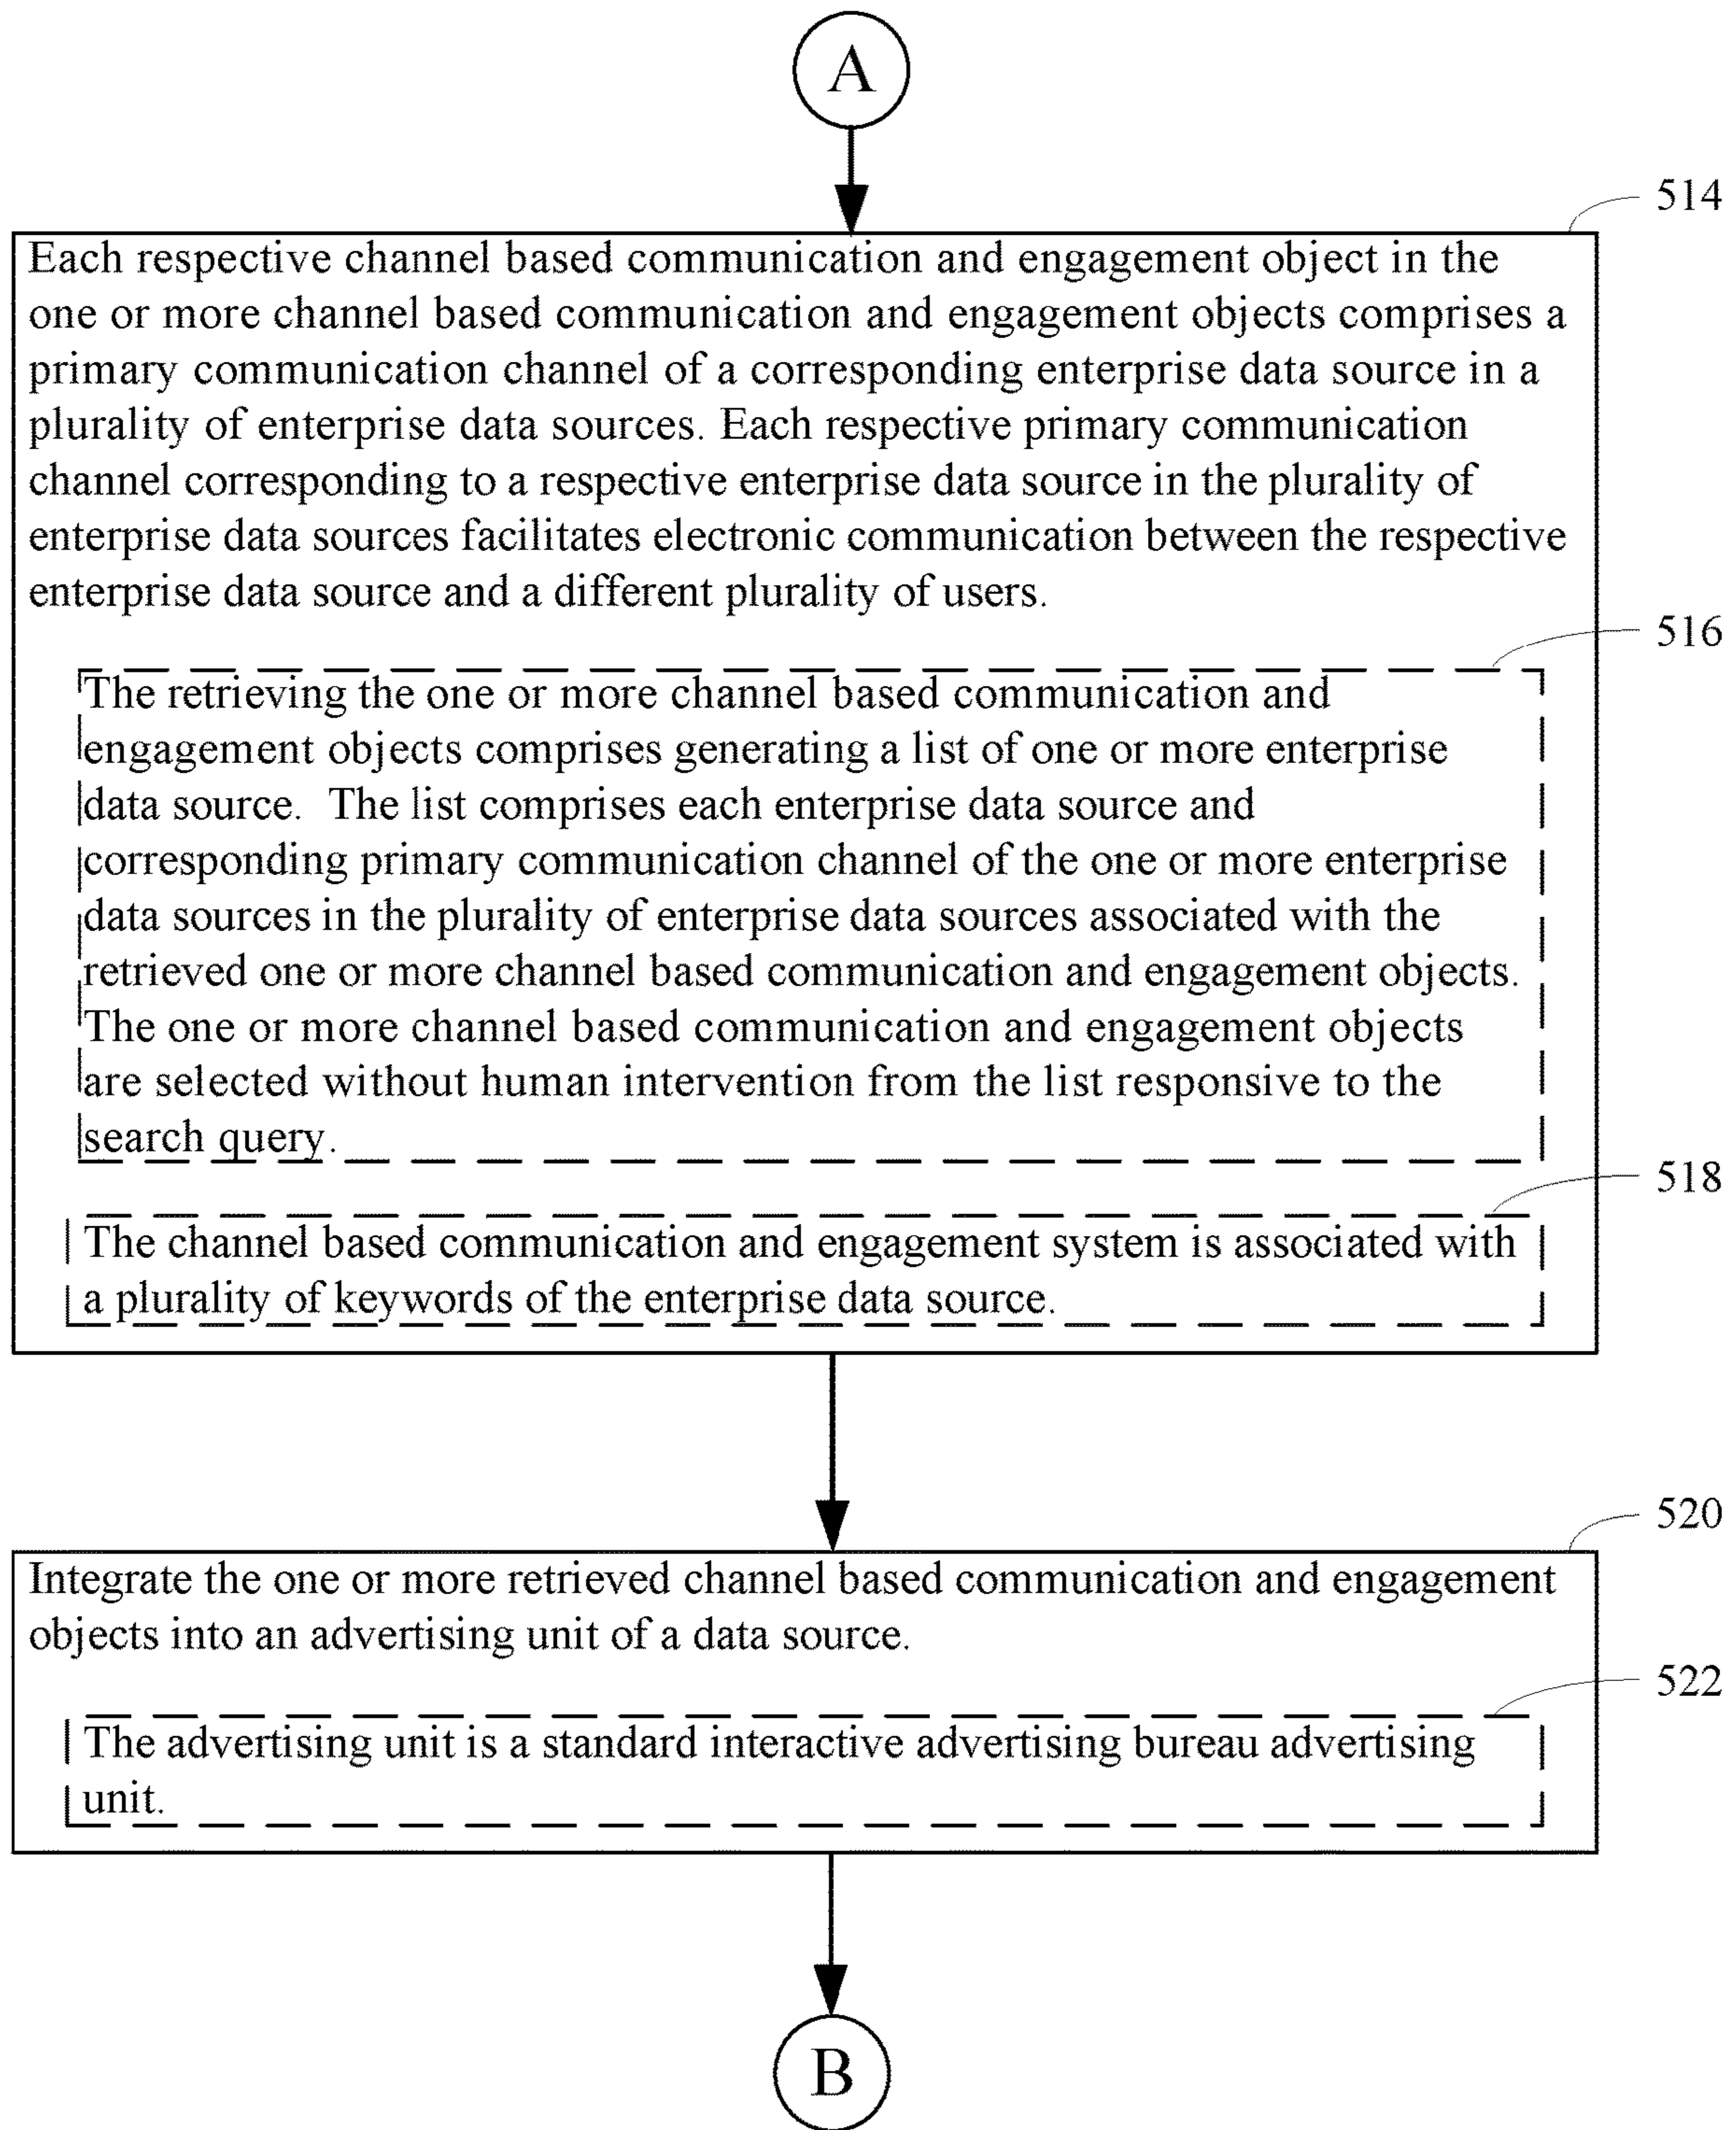 A
514
Each respective channel based communication and engagement object in the
one or more channel based communication and engagement objects comprises a
primary communication channel of a corresponding enterprise data source in a
plurality of enterprise data sources. Each respective primary communication
channel corresponding to a respective enterprise data source in the plurality of
enterprise data sources facilitates electronic communication between the respective
enterprise data source and a different plurality of users.
516
The retrieving the one or more channel based communication and
engagement objects comprises generating a list of one or more enterprise
data source. The list comprises each enterprise data source and
corresponding primary communication channel of the one or more enterprise
data sources in the plurality of enterprise data sources associated with the
retrieved one or more channel based communication and engagement objects.
The one or more channel based communication and engagement objects
are selected without human intervention from the list responsive to the
search query.
518
The channel based communication and engagement system is associated with
a plurality of keywords of the enterprise data source.
520
Integrate the one or more retrieved channel based communication and engagement
objects into an advertising unit of a data source.
522
The advertising unit is a standard interactive advertising bureau advertising
unit.
B